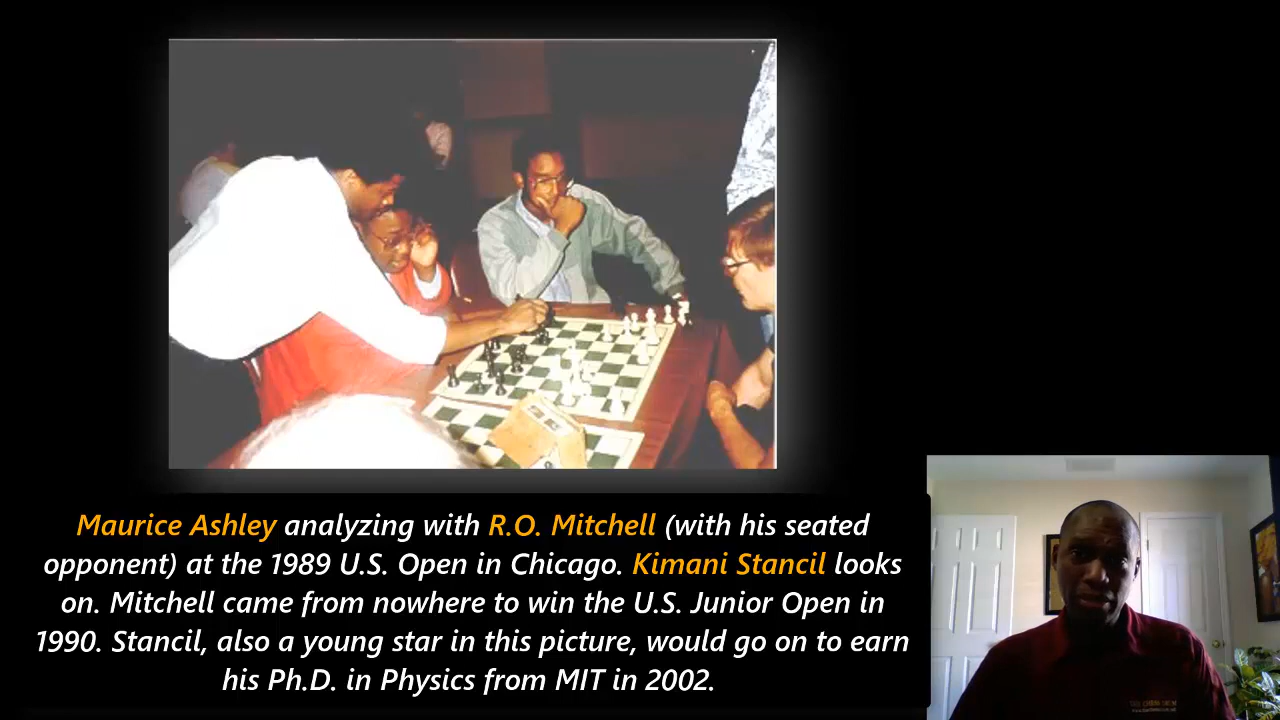 Maurice Ashley analyzing with R.O. Mitchell (with his seated
opponent) at the 1989 U.S. Open in Chicago. Kimani Stancil looks
on. Mitchell came from nowhere to win the U.S. Junior Open in
1990. Stancil, also a young star in this picture, would go on to earn
his Ph.D. in Physics from MIT in 2002.